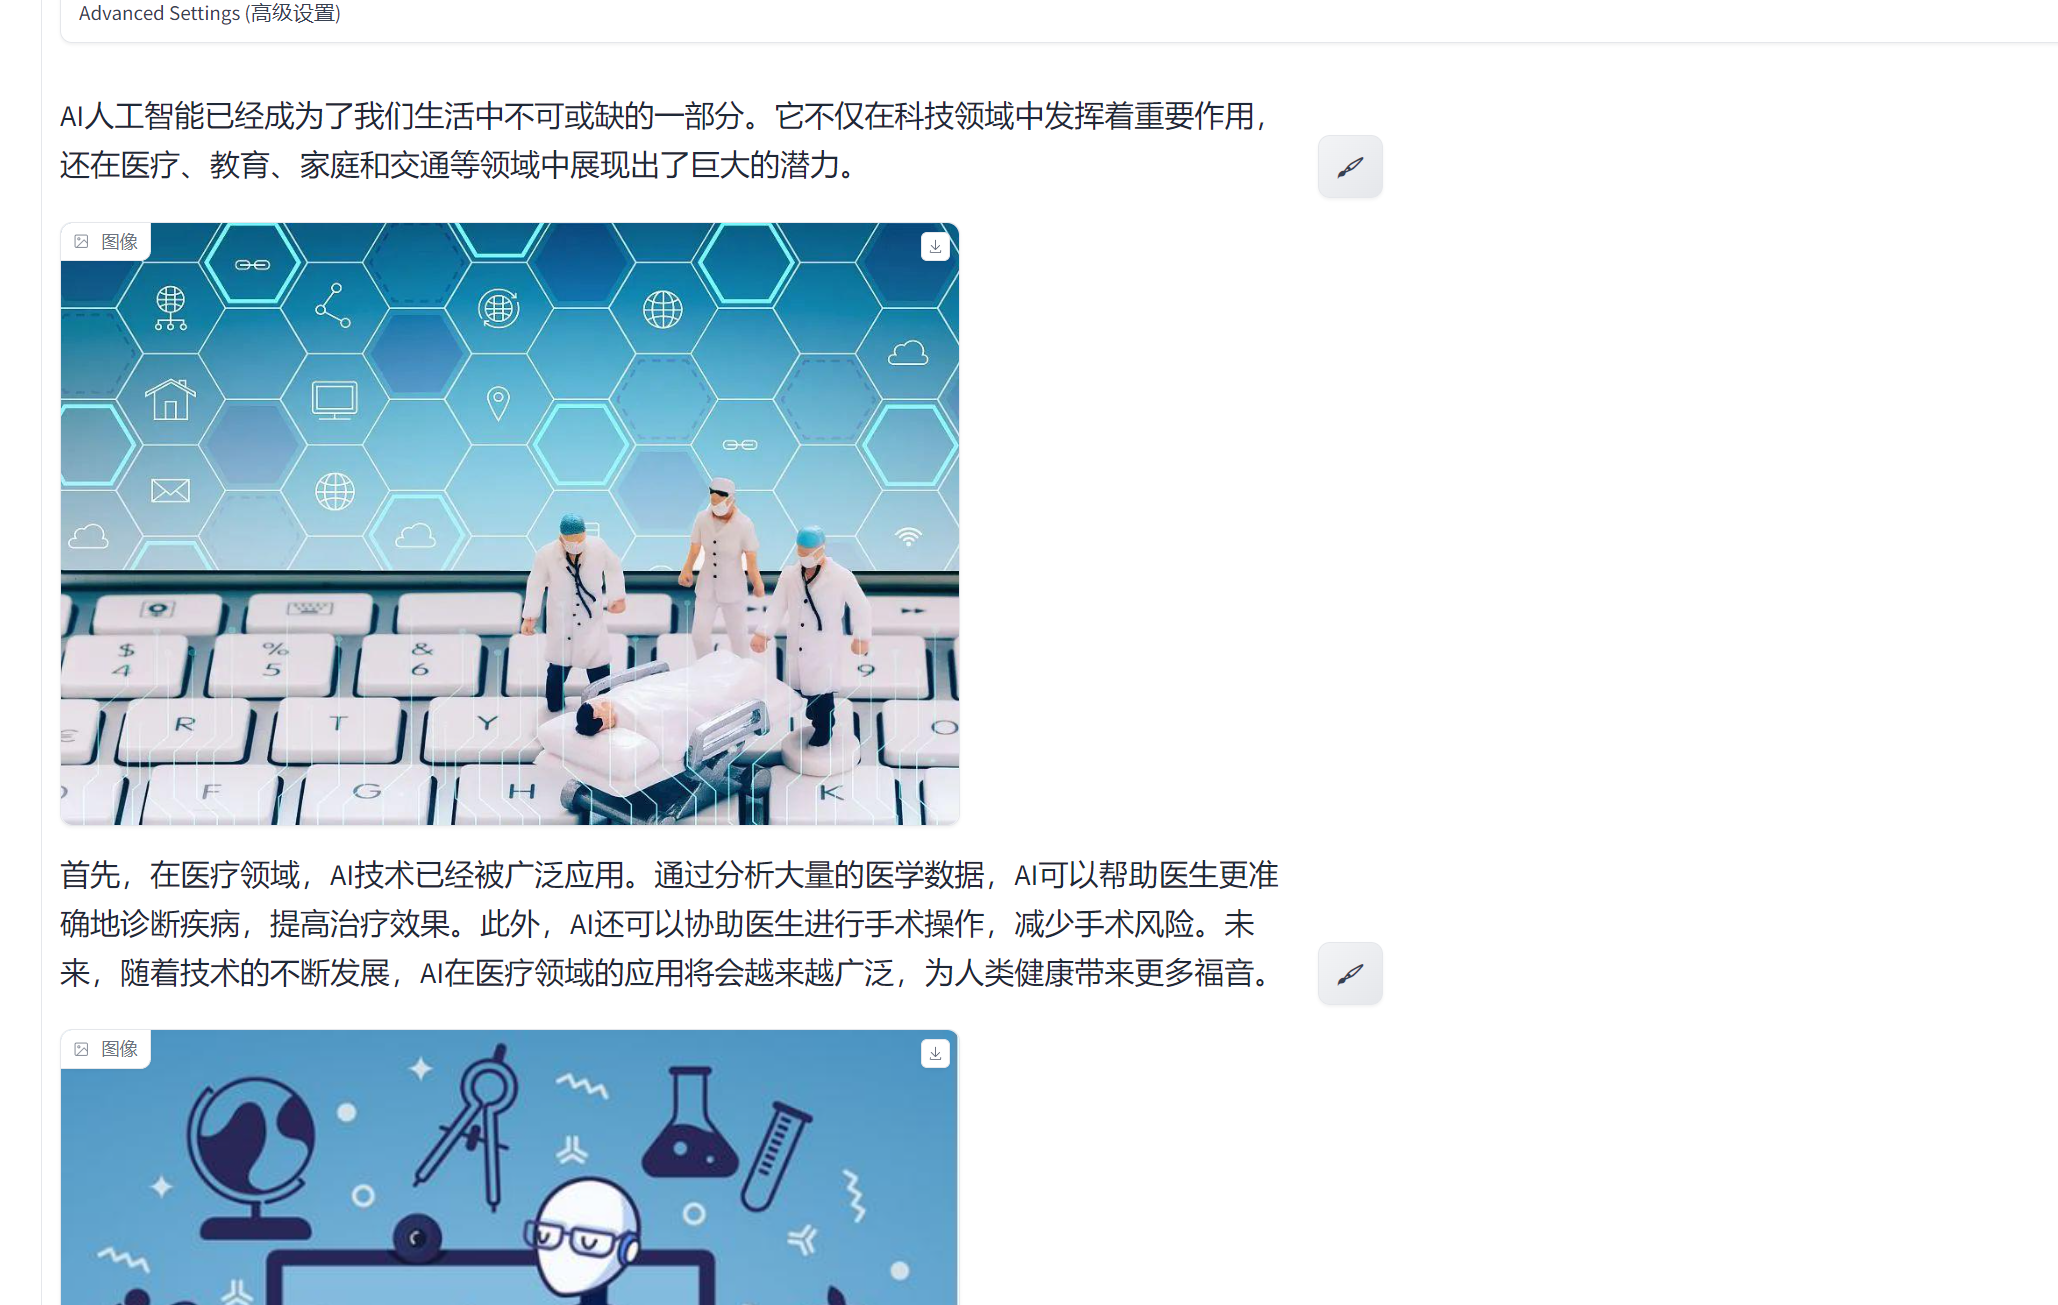 Advanced Settings (高级设置)
AI人工智能已经成为了我们生活中不可或缺的一部分。它不仅在科技领域中发挥着重要作用，
还在医疗、教育、家庭和交通等领域中展现出了巨大的潜力。
图像
$ % &
4 5 6 9
R T Y O
F G H K
首先，在医疗领域，AI技术已经被广泛应用。通过分析大量的医学数据，AI可以帮助医生更准
确地诊断疾病，提高治疗效果。此外，AI还可以协助医生进行手术操作，减少手术风险。未
来，随着技术的不断发展，AI在医疗领域的应用将会越来越广泛，为人类健康带来更多福音。
图像